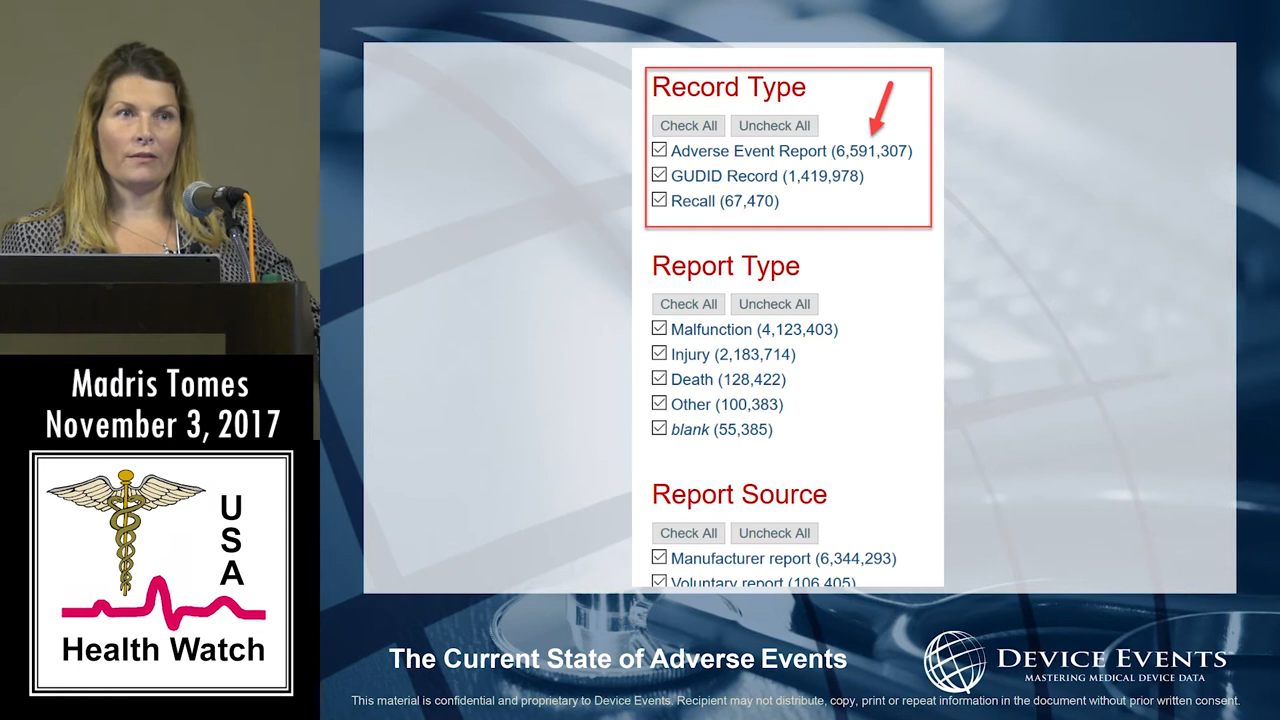 Record Type
Check All Uncheck All
Adverse Event Report (6,591,307)
GUDID Record (1,419,978)
Recall (67,470)
Report Type
Check All Uncheck All
Malfunction (4,123,403)
Injury (2,183,714)
Death (128,422)
Other (100,383)
blank (55,385)
Report Source
Check All Uncheck All
Manufacturer report (6,344,293)
Voluntary report (106,405)
Madris Tomes
November 3, 2017
USA
Health Watch
The Current State of Adverse Events
DEVICE EVENTS
MASTERING MEDICAL DEVICE DATA
This material is confidential and proprietary to Device Events. Recipient may not distribute, copy, print or repeat information in the document without prior written consent.